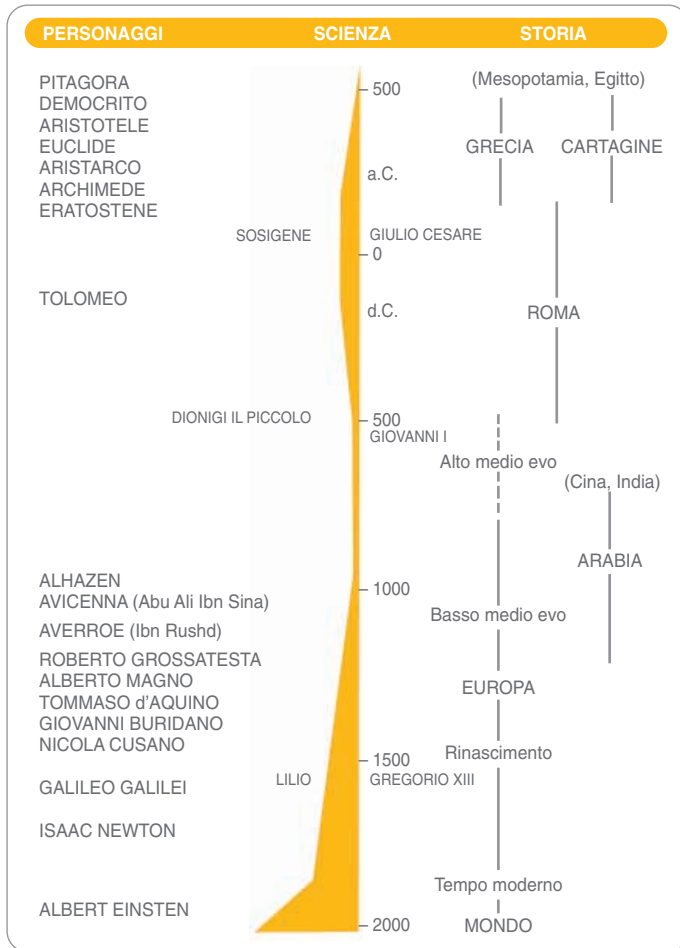 PERSONAGGI SCIENZA STORIA
PITAGORA 500 (Mesopotamia, Egitto)
DEMOCRITO
ARISTOTELE
EUCLIDE GRECIA CARTAGINE
ARISTARCO a.C.
ARCHIMEDE
ERATOSTENE
SOSIGENE GIULIO CESARE
0
TOLOMEO
d.C. ROMA
DIONIGI IL PICCOLO 500
GIOVANNI I
Alto medio evo
(Cina, India)
ARABIA
ALHAZEN
1000
AVICENNA (Abu Ali Ibn Sina)
Basso medio evo
AVERROE (Ibn Rushd)
ROBERTO GROSSATESTA
ALBERTO MAGNO EUROPA
TOMMASO d'AQUINO
GIOVANNI BURIDANO
NICOLA CUSANO
1500 Rinascimento
LILIO GREGORIO XIII
GALILEO GALILEI
ISAAC NEWTON
Tempo moderno
ALBERT EINSTEN
2000 MONDO